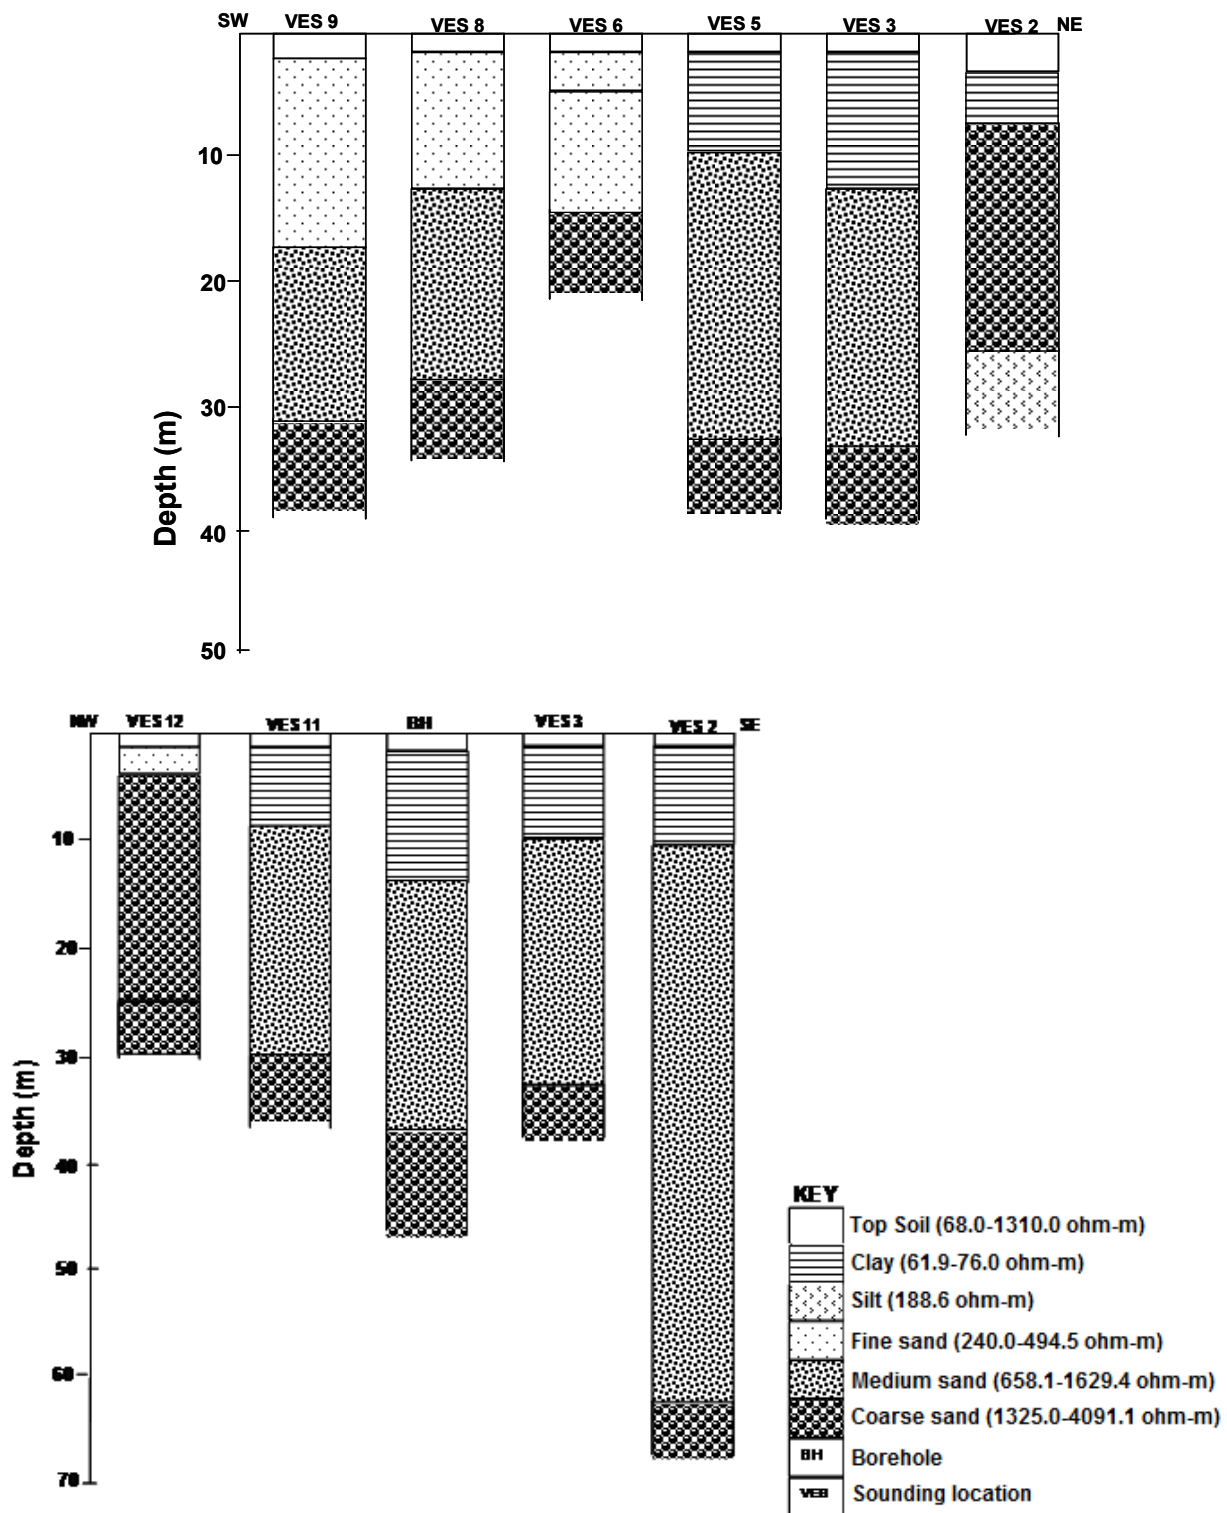 SW VES 9 VES 8 VES 6 VES 5 VES 3 VES 2 NE
10
20
30
40
50
Depth (m)
NW VES 12 VES 11 BH VES 3 VES 2 SE
10
20
30
40
50
60
70
Depth (m)
KEY
Top Soil (68.0-1310.0 ohm-m)
Clay (61.9-76.0 ohm-m)
Silt (188.6 ohm-m)
Fine sand (240.0-494.5 ohm-m)
Medium sand (658.1-1629.4 ohm-m)
Coarse sand (1325.0-4091.1 ohm-m)
BH Borehole
VES Sounding location